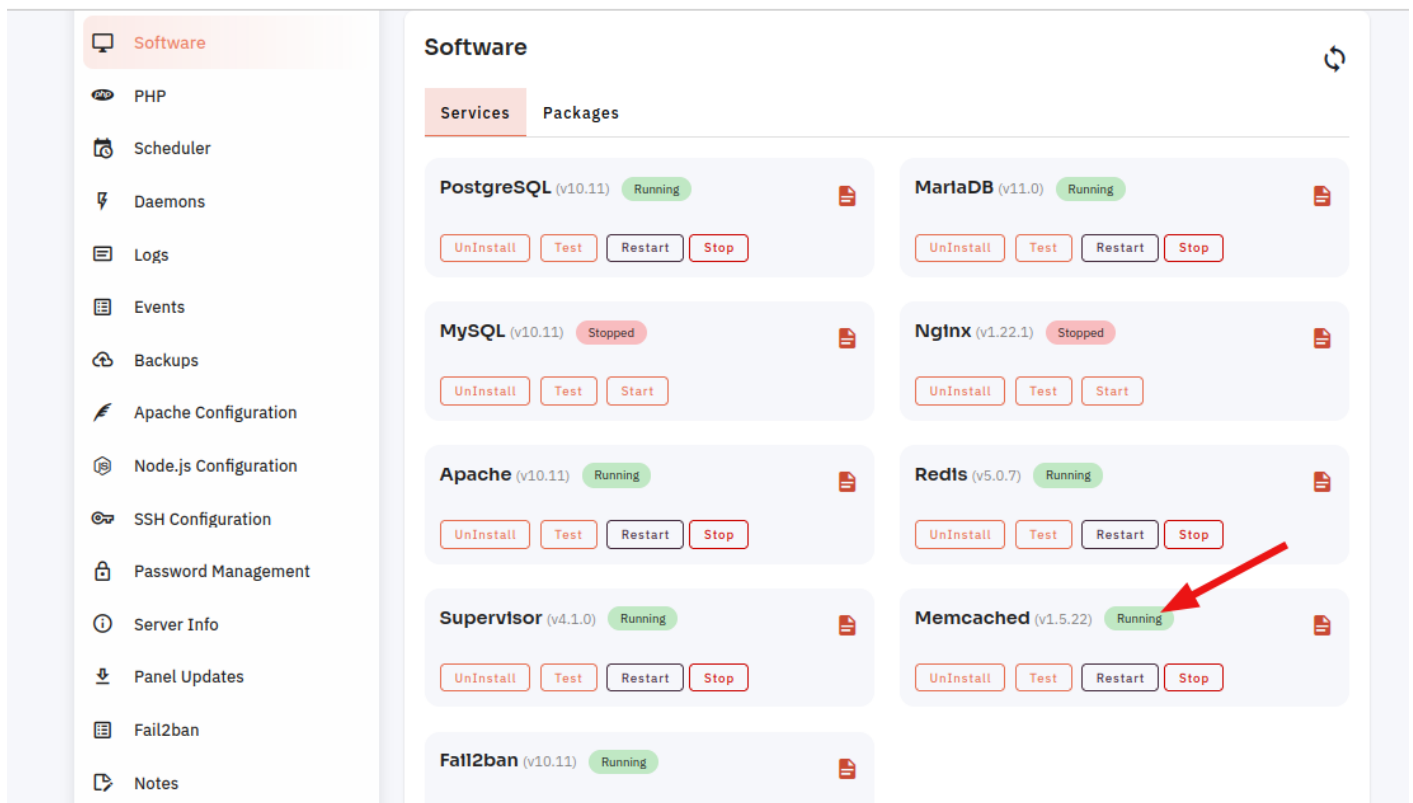 Software
PHP
Scheduler
Daemons
Logs
Events
Backups
Apache Configuration
Node.js Configuration
SSH Configuration
Password Management
Server Info
Panel Updates
Fail2ban
Notes
Software
Services Packages
PostgreSQL (v10.11) Running
UnInstall Test Restart Stop
MariaDB (v11.0) Running
UnInstall Test Restart Stop
MySQL (v10.11) Stopped
UnInstall Test Start
Nginx (v1.22.1) Stopped
UnInstall Test Start
Apache (v10.11) Running
UnInstall Test Restart Stop
Redis (v5.0.7) Running
UnInstall Test Restart Stop
Supervisor (v4.1.0) Running
UnInstall Test Restart Stop
Memcached (v1.5.22) Running
UnInstall Test Restart Stop
Fail2ban (v10.11) Running